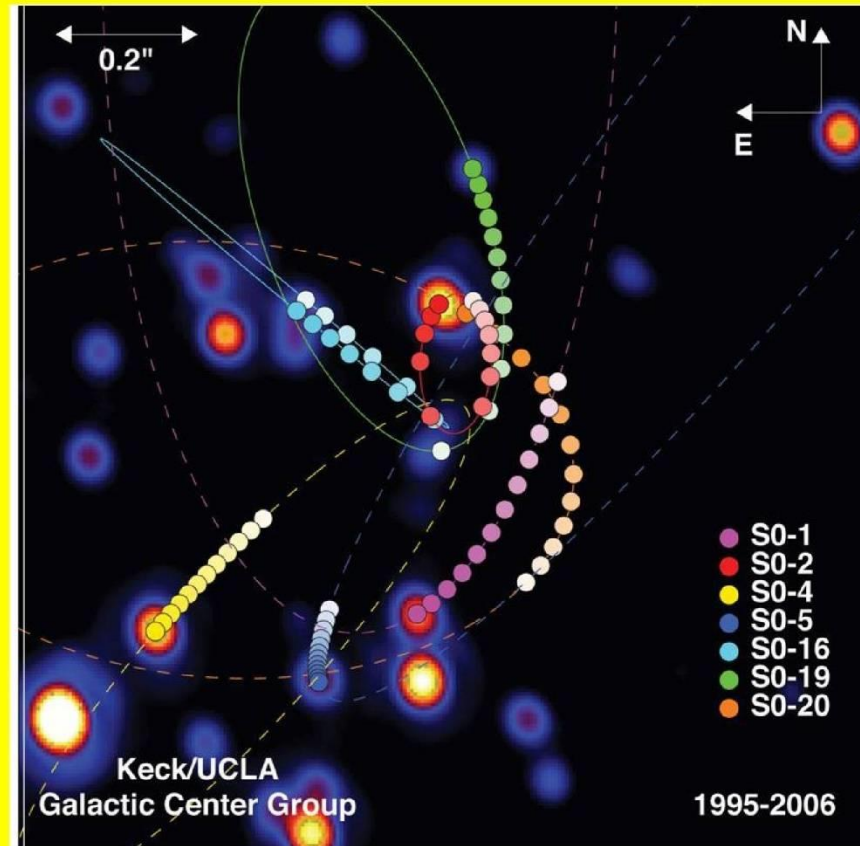 0.2"
N
E
S0-1
S0-2
S0-4
S0-5
S0-16
S0-19
S0-20
Keck/UCLA
Galactic Center Group
1995-2006